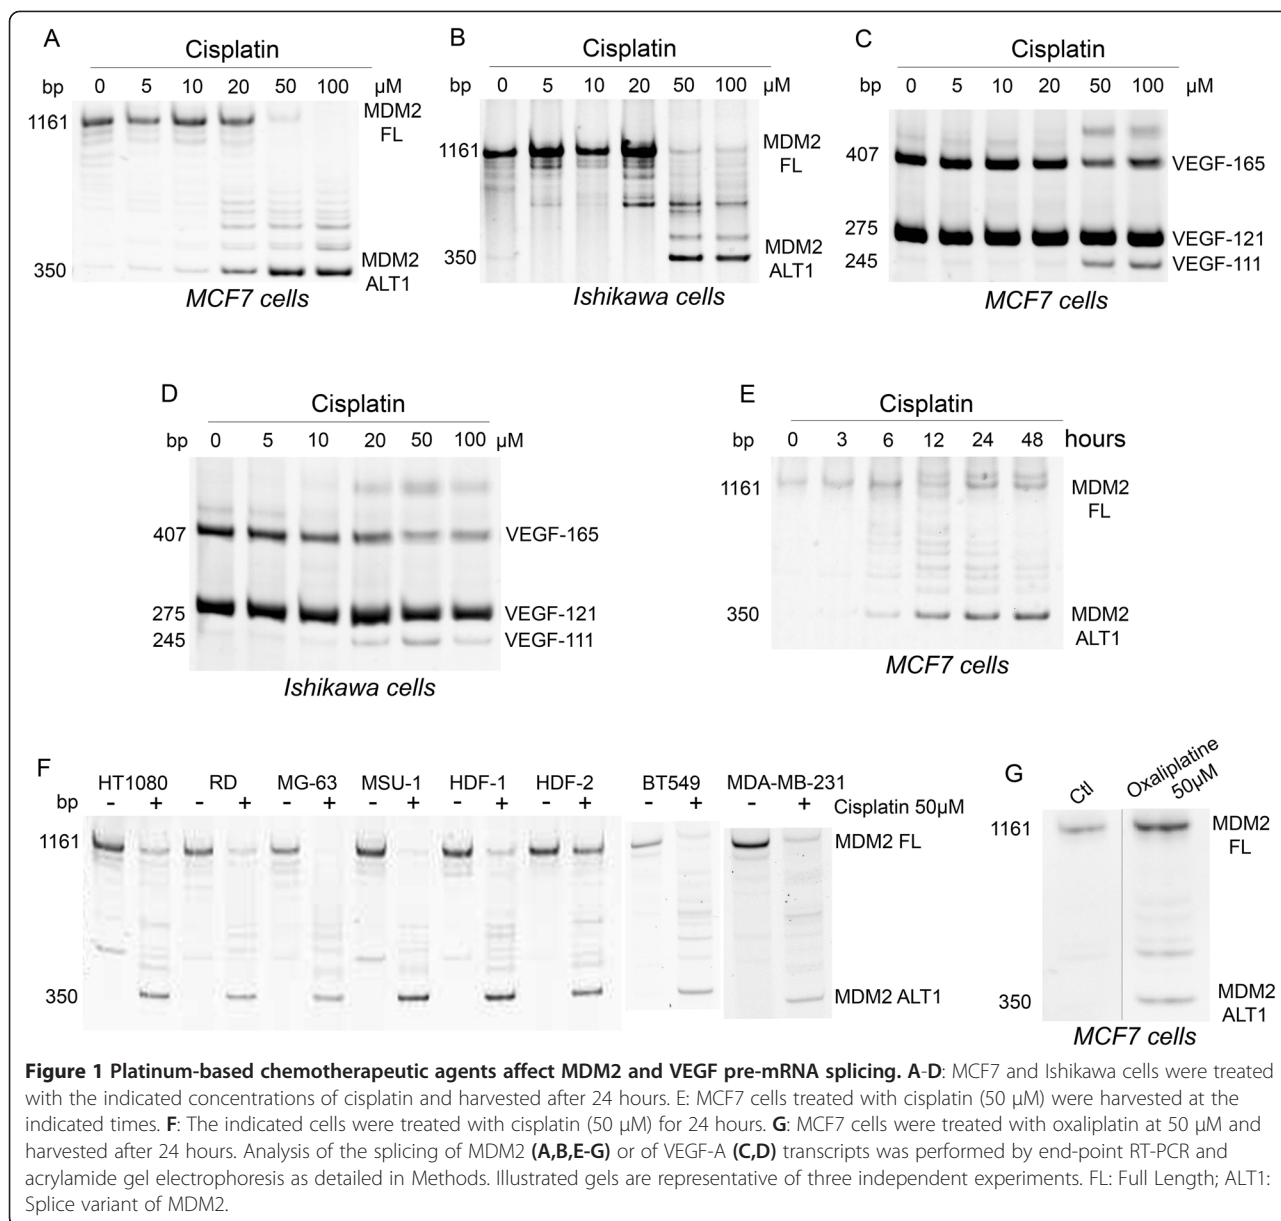 A
Cisplatin
bp 0 5 10 20 50 100 µM
1161
MDM2
FL
350
MDM2
ALT1
MCF7 cells
B
Cisplatin
bp 0 5 10 20 50 100 µM
1161
MDM2
FL
350
MDM2
ALT1
Ishikawa cells
C
Cisplatin
bp 0 5 10 20 50 100 µM
407 VEGF-165
275 VEGF-121
245 VEGF-111
MCF7 cells
D
Cisplatin
bp 0 5 10 20 50 100 µM
407 VEGF-165
275 VEGF-121
245 VEGF-111
Ishikawa cells
E
Cisplatin
bp 0 3 6 12 24 48 hours
1161 MDM2
FL
350 MDM2
ALT1
MCF7 cells
F
HT1080 RD MG-63 MSU-1 HDF-1 HDF-2 BT549 MDA-MB-231
bp - + - + - + - + - + - + - + - + Cisplatin 50µM
1161 MDM2 FL
350 MDM2 ALT1
G
Ctl
Oxaliplatine
50µM
1161 MDM2
FL
350 MDM2
ALT1
MCF7 cells
Figure 1 Platinum-based chemotherapeutic agents affect MDM2 and VEGF pre-mRNA splicing. A-D: MCF7 and Ishikawa cells were treated
with the indicated concentrations of cisplatin and harvested after 24 hours. E: MCF7 cells treated with cisplatin (50 µM) were harvested at the
indicated times. F: The indicated cells were treated with cisplatin (50 µM) for 24 hours. G: MCF7 cells were treated with oxaliplatin at 50 µM and
harvested after 24 hours. Analysis of the splicing of MDM2 (A,B,E-G) or of VEGF-A (C,D) transcripts was performed by end-point RT-PCR and
acrylamide gel electrophoresis as detailed in Methods. Illustrated gels are representative of three independent experiments. FL: Full Length; ALT1:
Splice variant of MDM2.